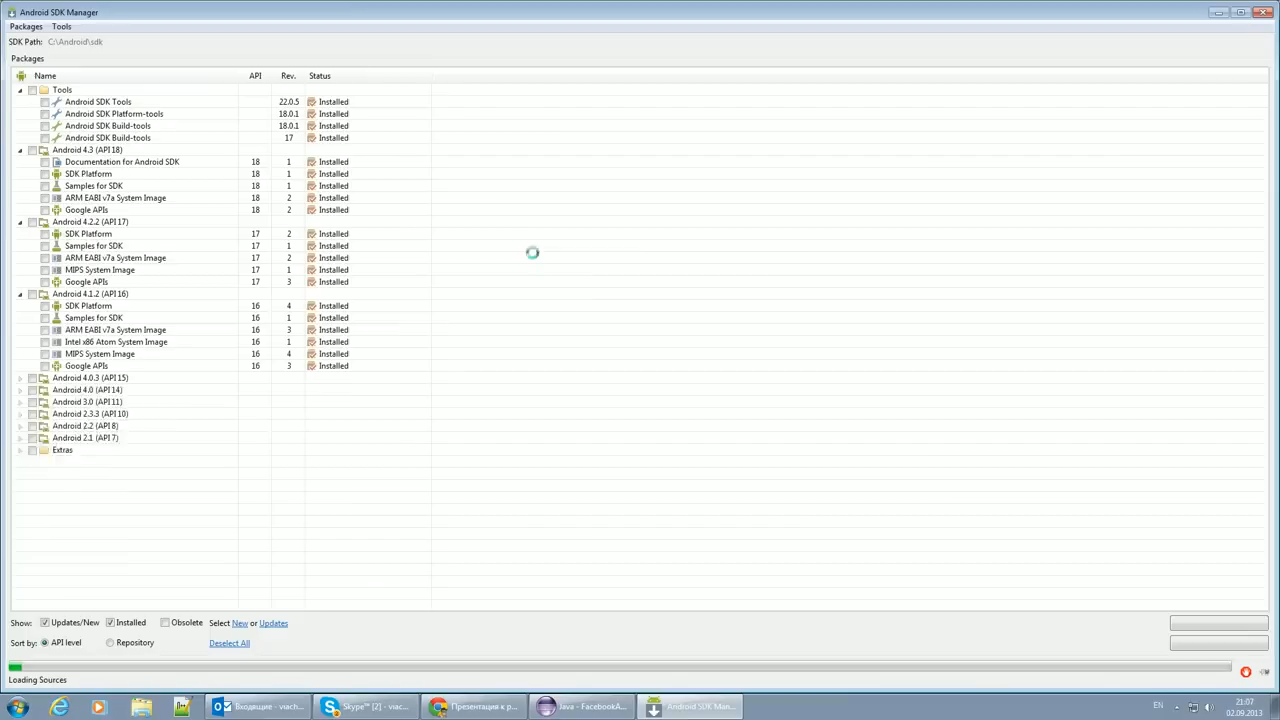 Android SDK Manager
Packages Tools
SDK Path: C:\Android\sdk
Packages
Name API Rev. Status
Tools
Android SDK Tools 22.0.5 Installed
Android SDK Platform-tools 18.0.1 Installed
Android SDK Build-tools 18.0.1 Installed
Android SDK Build-tools 17 Installed
Android 4.3 (API 18)
Documentation for Android SDK 18 1 Installed
SDK Platform 18 1 Installed
Samples for SDK 18 1 Installed
ARM EABI v7a System Image 18 2 Installed
Google APIs 18 2 Installed
Android 4.2.2 (API 17)
SDK Platform 17 2 Installed
Samples for SDK 17 1 Installed
ARM EABI v7a System Image 17 2 Installed
MIPS System Image 17 1 Installed
Google APIs 17 3 Installed
Android 4.1.2 (API 16)
SDK Platform 16 4 Installed
Samples for SDK 16 1 Installed
ARM EABI v7a System Image 16 3 Installed
Intel x86 Atom System Image 16 1 Installed
MIPS System Image 16 4 Installed
Google APIs 16 3 Installed
Android 4.0.3 (API 15)
Android 4.0 (API 14)
Android 3.0 (API 11)
Android 2.3.3 (API 10)
Android 2.2 (API 8)
Android 2.1 (API 7)
Extras
Show: Updates/New Installed Obsolete Select New or Updates
Sort by: API level Repository Deselect All
Loading Sources
Входящие - viach... Skype™ [2] - viac... Презентация к р... Java - FacebookA... Android SDK Man... EN 21:07
02.09.2013